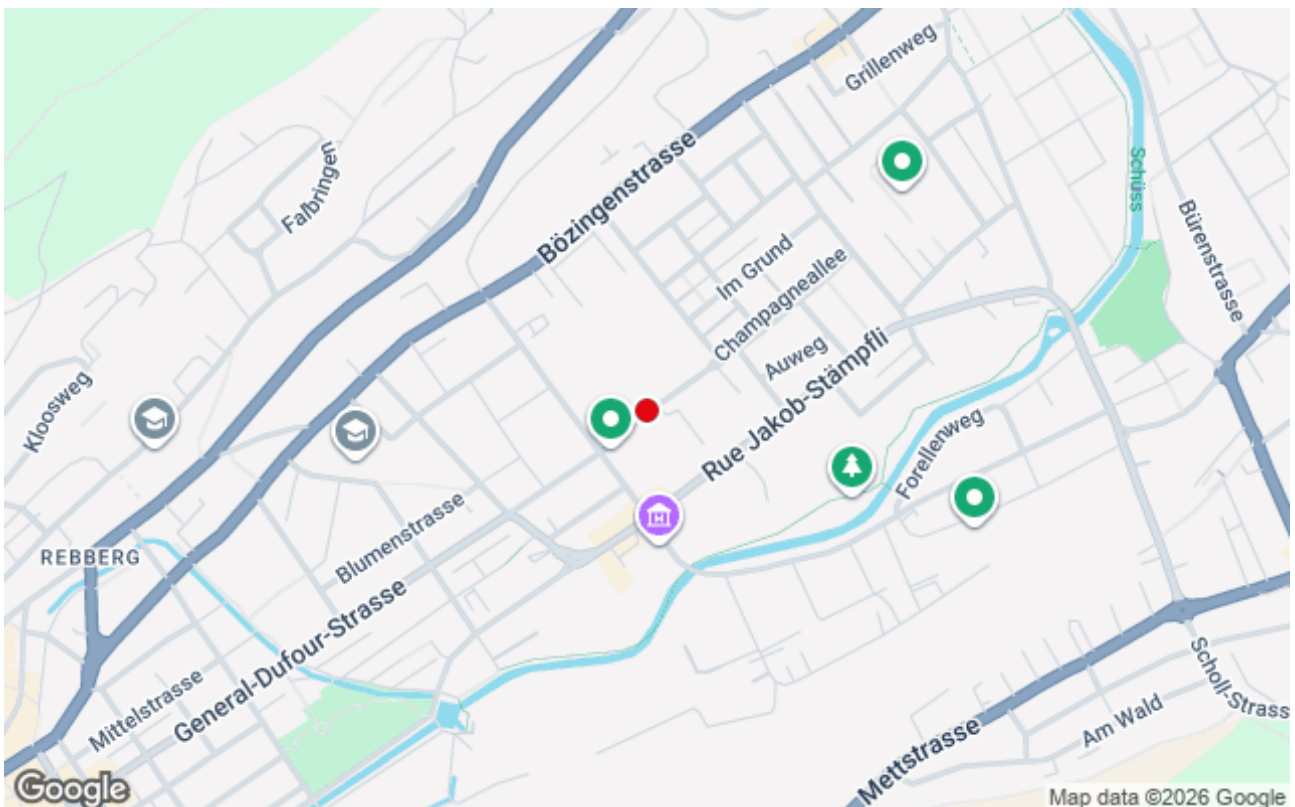 Grillenweg
Falbringen
Bözingenstrasse
Schüss
Bürenstrasse
Im Grund
Champagneallee
Kloosweg
Auweg
Rue Jakob-Stämpfli
Forellenweg
Blumenstrasse
REBBERG
General-Dufour-Strasse
Mittelstrasse
Scholl-Strass
Am Wald
Mettstrasse
Google
Map data ©2026 Google